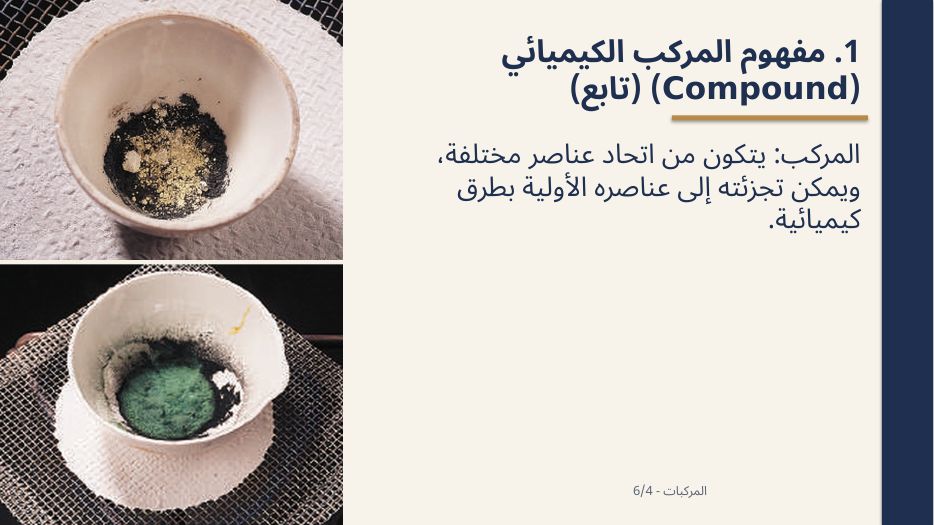 1. مفهوم المركب الكيميائي
(Compound) (تابع)
المركب: يتكون من اتحاد عناصر مختلفة،
ويمكن تجزئته إلى عناصره الأولية بطرق
كيميائية.
المركبات - 6/4